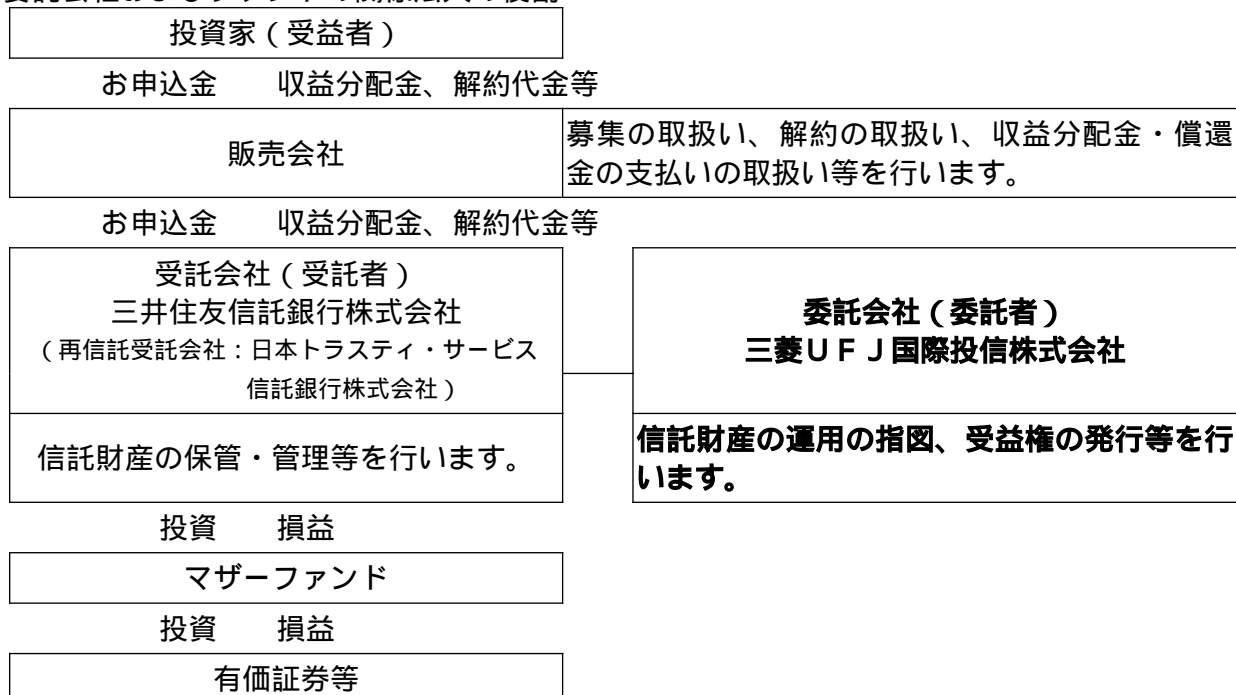 投資家（受益者）
お申込金　　収益分配金、解約代金等
販売会社
募集の取扱い、解約の取扱い、収益分配金・償還
金の支払いの取扱い等を行います。
お申込金　　収益分配金、解約代金等
受託会社（受託者）
三井住友信託銀行株式会社
（再信託受託会社：日本トラスティ・サービス
信託銀行株式会社）
委託会社（委託者）
三菱ＵＦＪ国際投信株式会社
信託財産の保管・管理等を行います。
信託財産の運用の指図、受益権の発行等を行
います。
投資　　損益
マザーファンド
投資　　損益
有価証券等